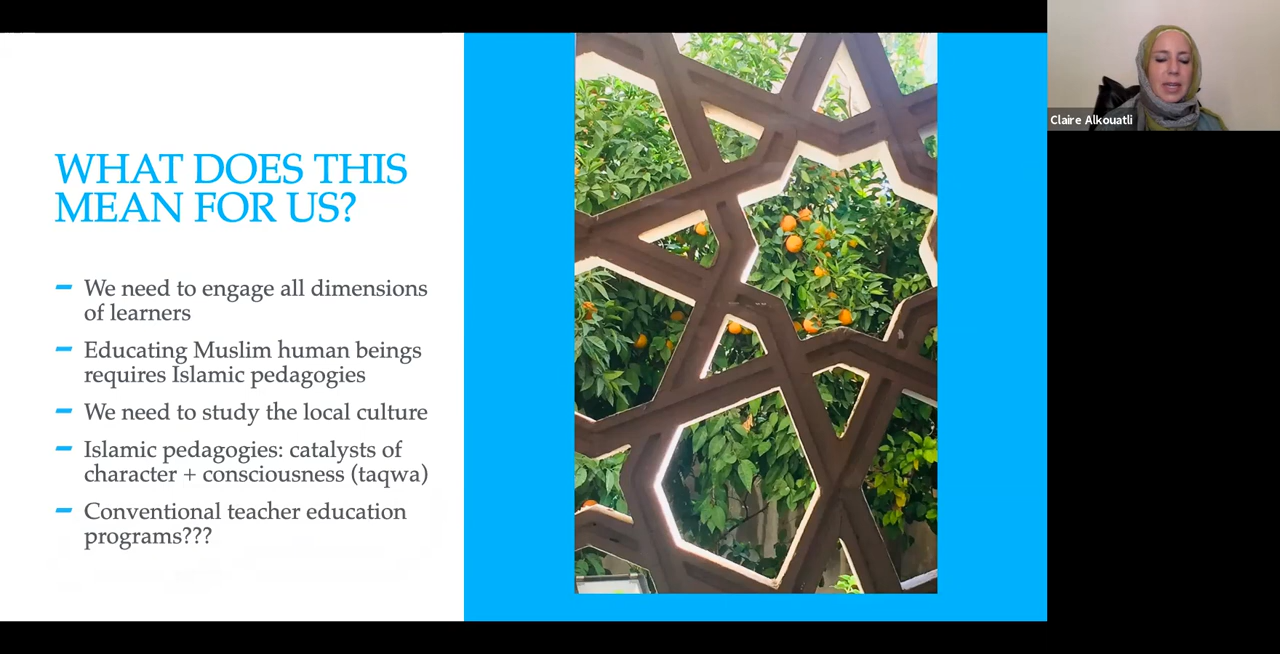 WHAT DOES THIS
MEAN FOR US?
– We need to engage all dimensions
of learners
– Educating Muslim human beings
requires Islamic pedagogies
– We need to study the local culture
– Islamic pedagogies: catalysts of
character + consciousness (taqwa)
– Conventional teacher education
programs???
Claire Alkouatli